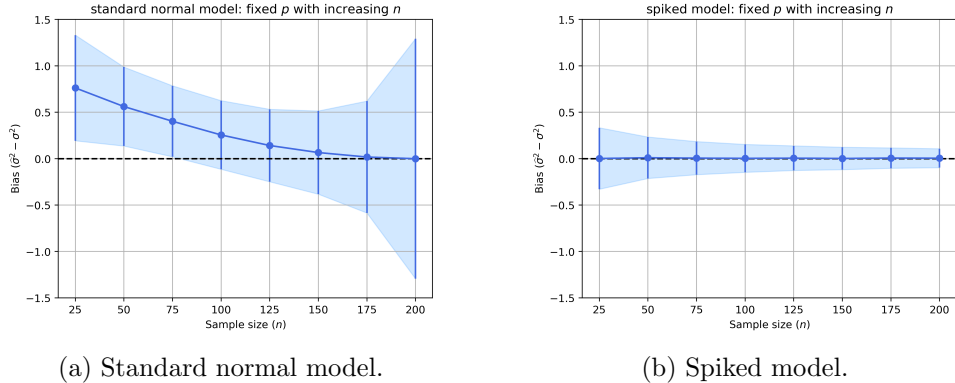 standard normal model: fixed p with increasing n
1.5
1.0
0.5
0.0
−0.5
−1.0
−1.5
Bias (σ̂² − σ²)
25 50 75 100 125 150 175 200
Sample size (n)
(a) Standard normal model.
spiked model: fixed p with increasing n
1.5
1.0
0.5
0.0
−0.5
−1.0
−1.5
Bias (σ̂² − σ²)
25 50 75 100 125 150 175 200
Sample size (n)
(b) Spiked model.